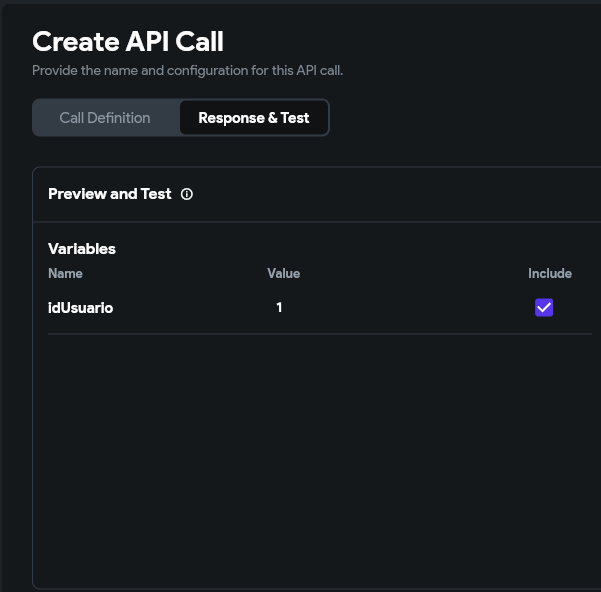 Create API Call
Provide the name and configuration for this API call.
Call Definition Response & Test
Preview and Test
Variables
Name Value Include
idUsuario 1